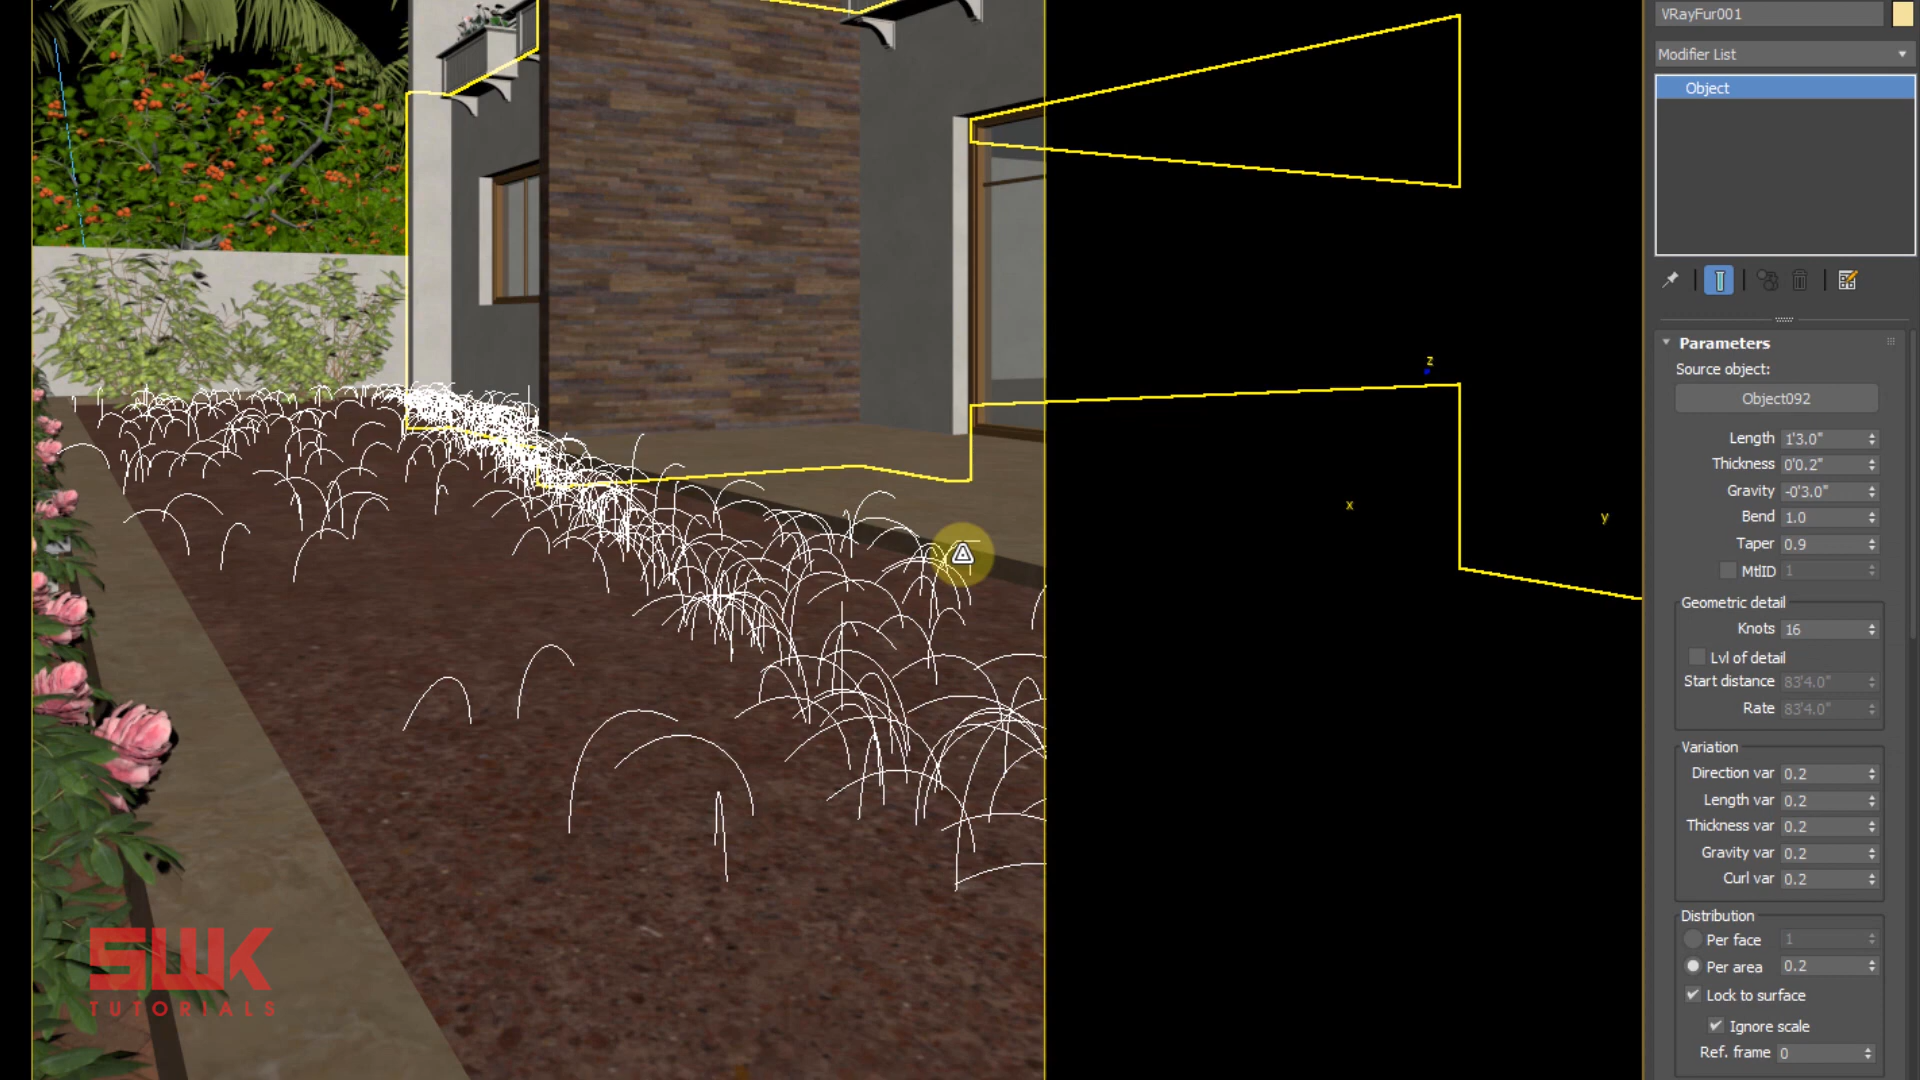 VRayFur001
Modifier List
Object
Parameters
Source object:
Object092
Length 1'3.0"
Thickness 0'0.2"
Gravity -0'3.0"
Bend 1.0
Taper 0.9
MtlID 1
Geometric detail
Knots 16
Lvl of detail
Start distance 83'4.0"
Rate 83'4.0"
Variation
Direction var 0.2
Length var 0.2
Thickness var 0.2
Gravity var 0.2
Curl var 0.2
Distribution
Per face 1
Per area 0.2
Lock to surface
Ignore scale
Ref. frame 0
z
x
y
SWK
TUTORIALS